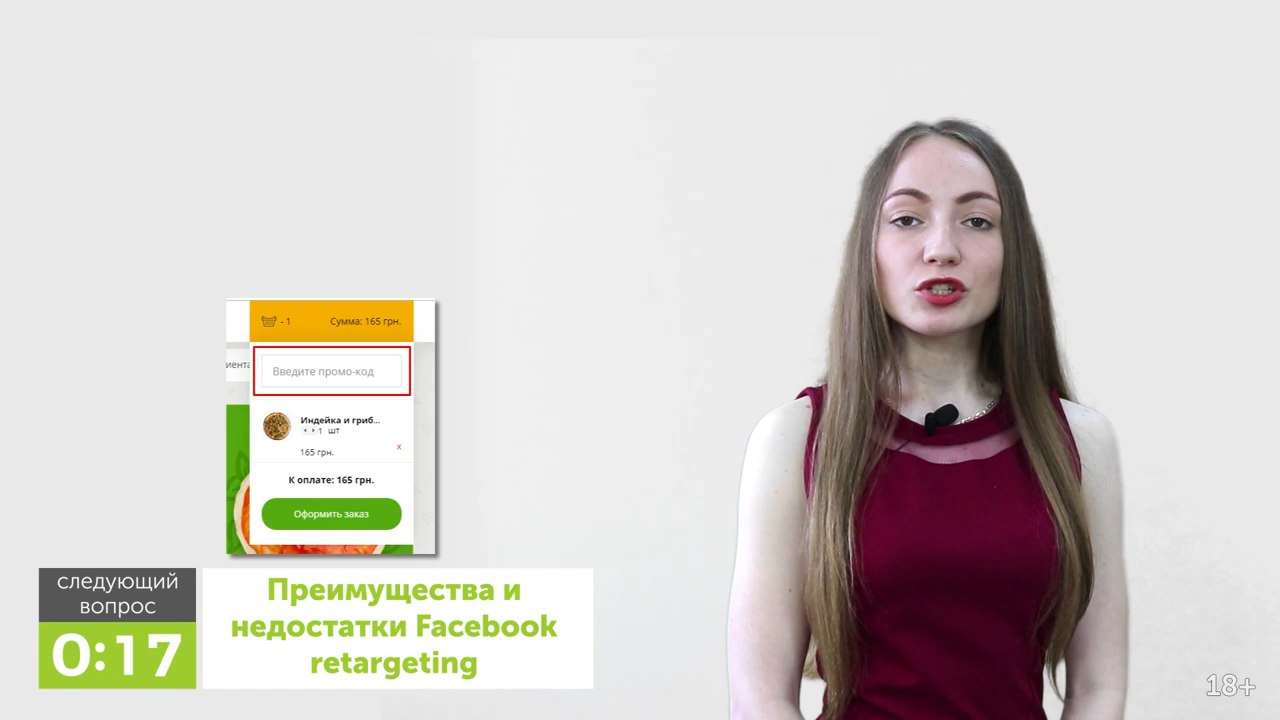 - 1 Сумма: 165 грн.
иента
Введите промо-код
Индейка и гриб...
1 шт
165 грн.
x
К оплате: 165 грн.
Оформить заказ
следующий
вопрос
0:17
Преимущества и
недостатки Facebook
retargeting
18+